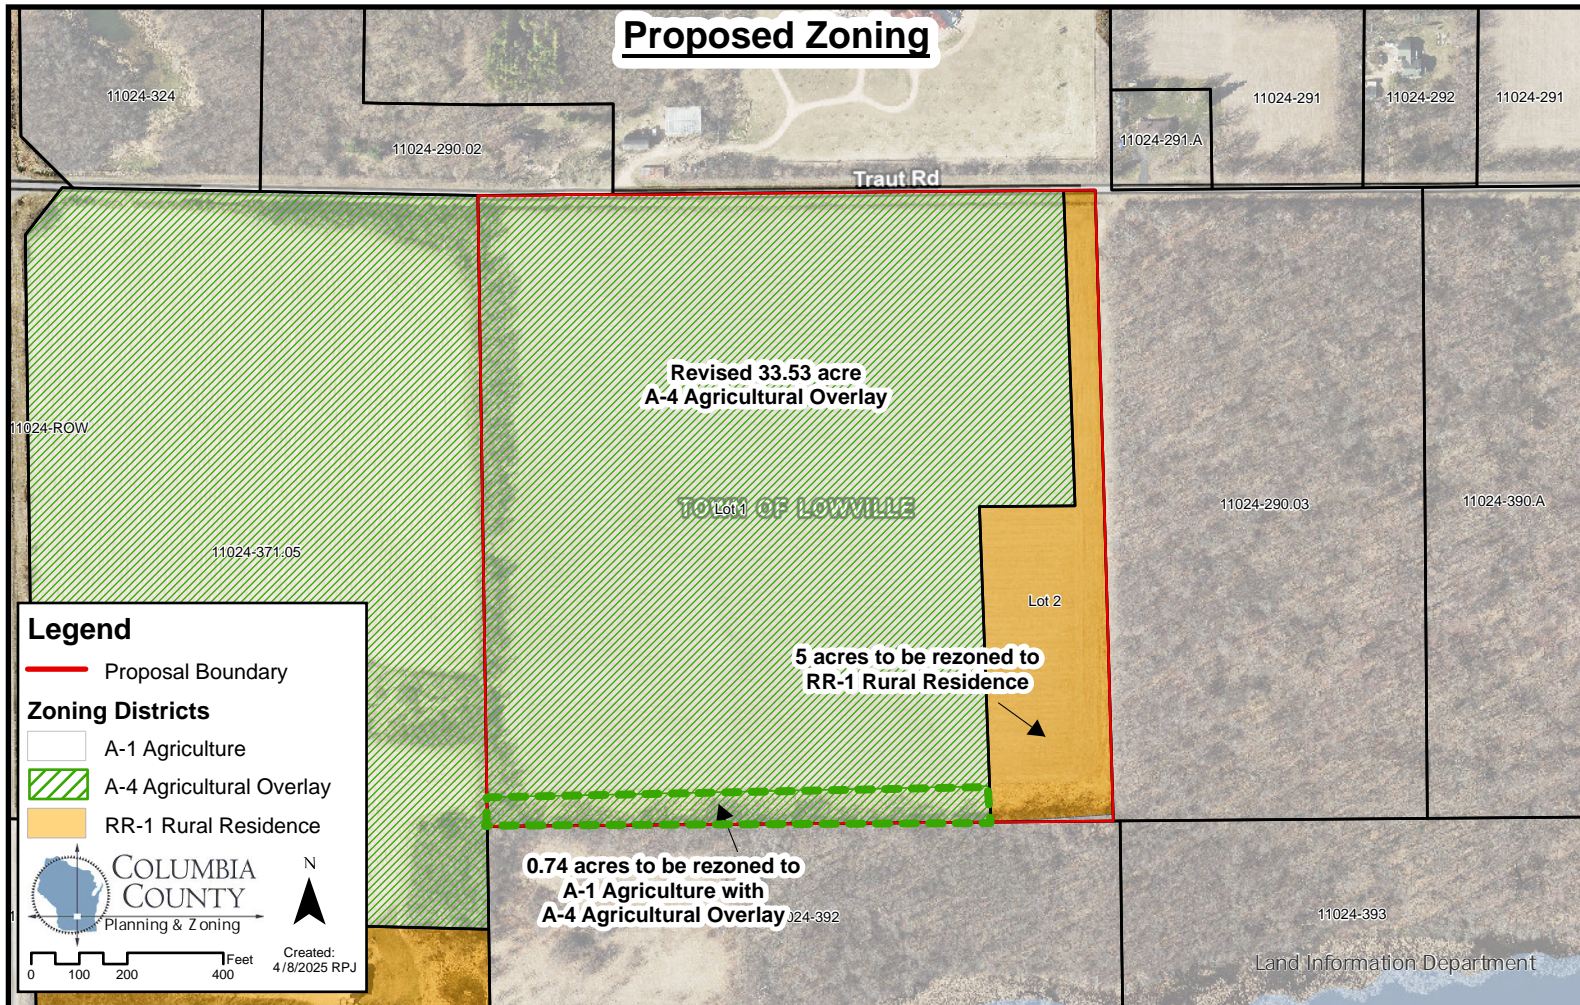 Proposed Zoning
11024-324
11024-290.02
11024-291
11024-292
11024-291
11024-291.A
Traut Rd
Revised 33.53 acre
A-4 Agricultural Overlay
11024-ROW
TOWN OF LOWVILLE
Lot 1
11024-290.03
11024-390.A
11024-371.05
Lot 2
5 acres to be rezoned to
RR-1 Rural Residence
0.74 acres to be rezoned to
A-1 Agriculture with
A-4 Agricultural Overlay
024-392
11024-393
Land Information Department
Legend
Proposal Boundary
Zoning Districts
A-1 Agriculture
A-4 Agricultural Overlay
RR-1 Rural Residence
COLUMBIA
COUNTY
Planning & Zoning
N
Created:
4/8/2025 RPJ
Feet
0 100 200 400